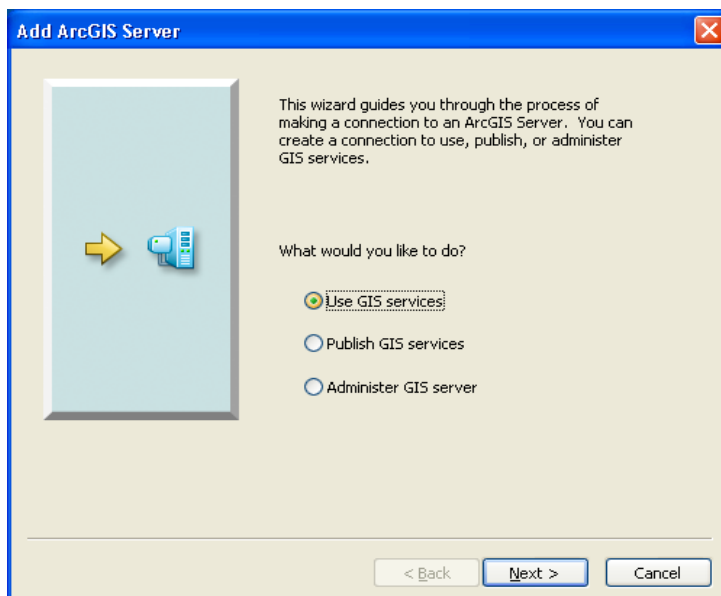 Add ArcGIS Server
This wizard guides you through the process of
making a connection to an ArcGIS Server.  You can
create a connection to use, publish, or administer
GIS services.
What would you like to do?
Use GIS services
Publish GIS services
Administer GIS server
< Back
Next >
Cancel